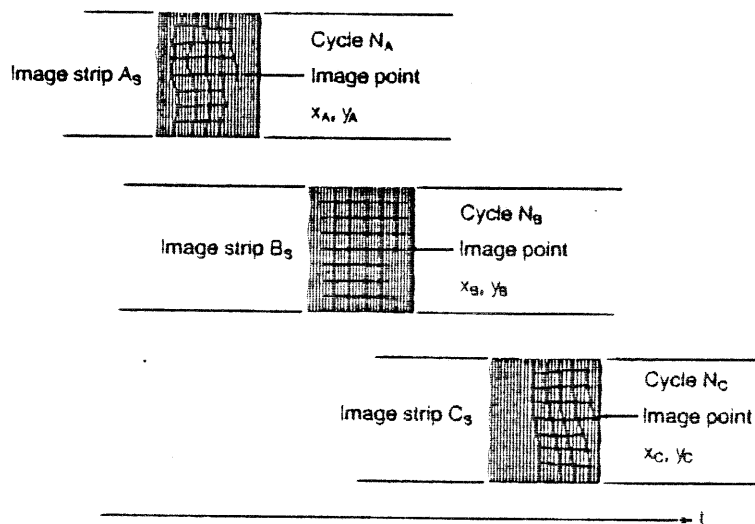 Cycle N_A
Image strip A_S
Image point
x_A, y_A
Cycle N_B
Image strip B_S
Image point
x_B, y_B
Cycle N_C
Image strip C_S
Image point
x_C, y_C
t